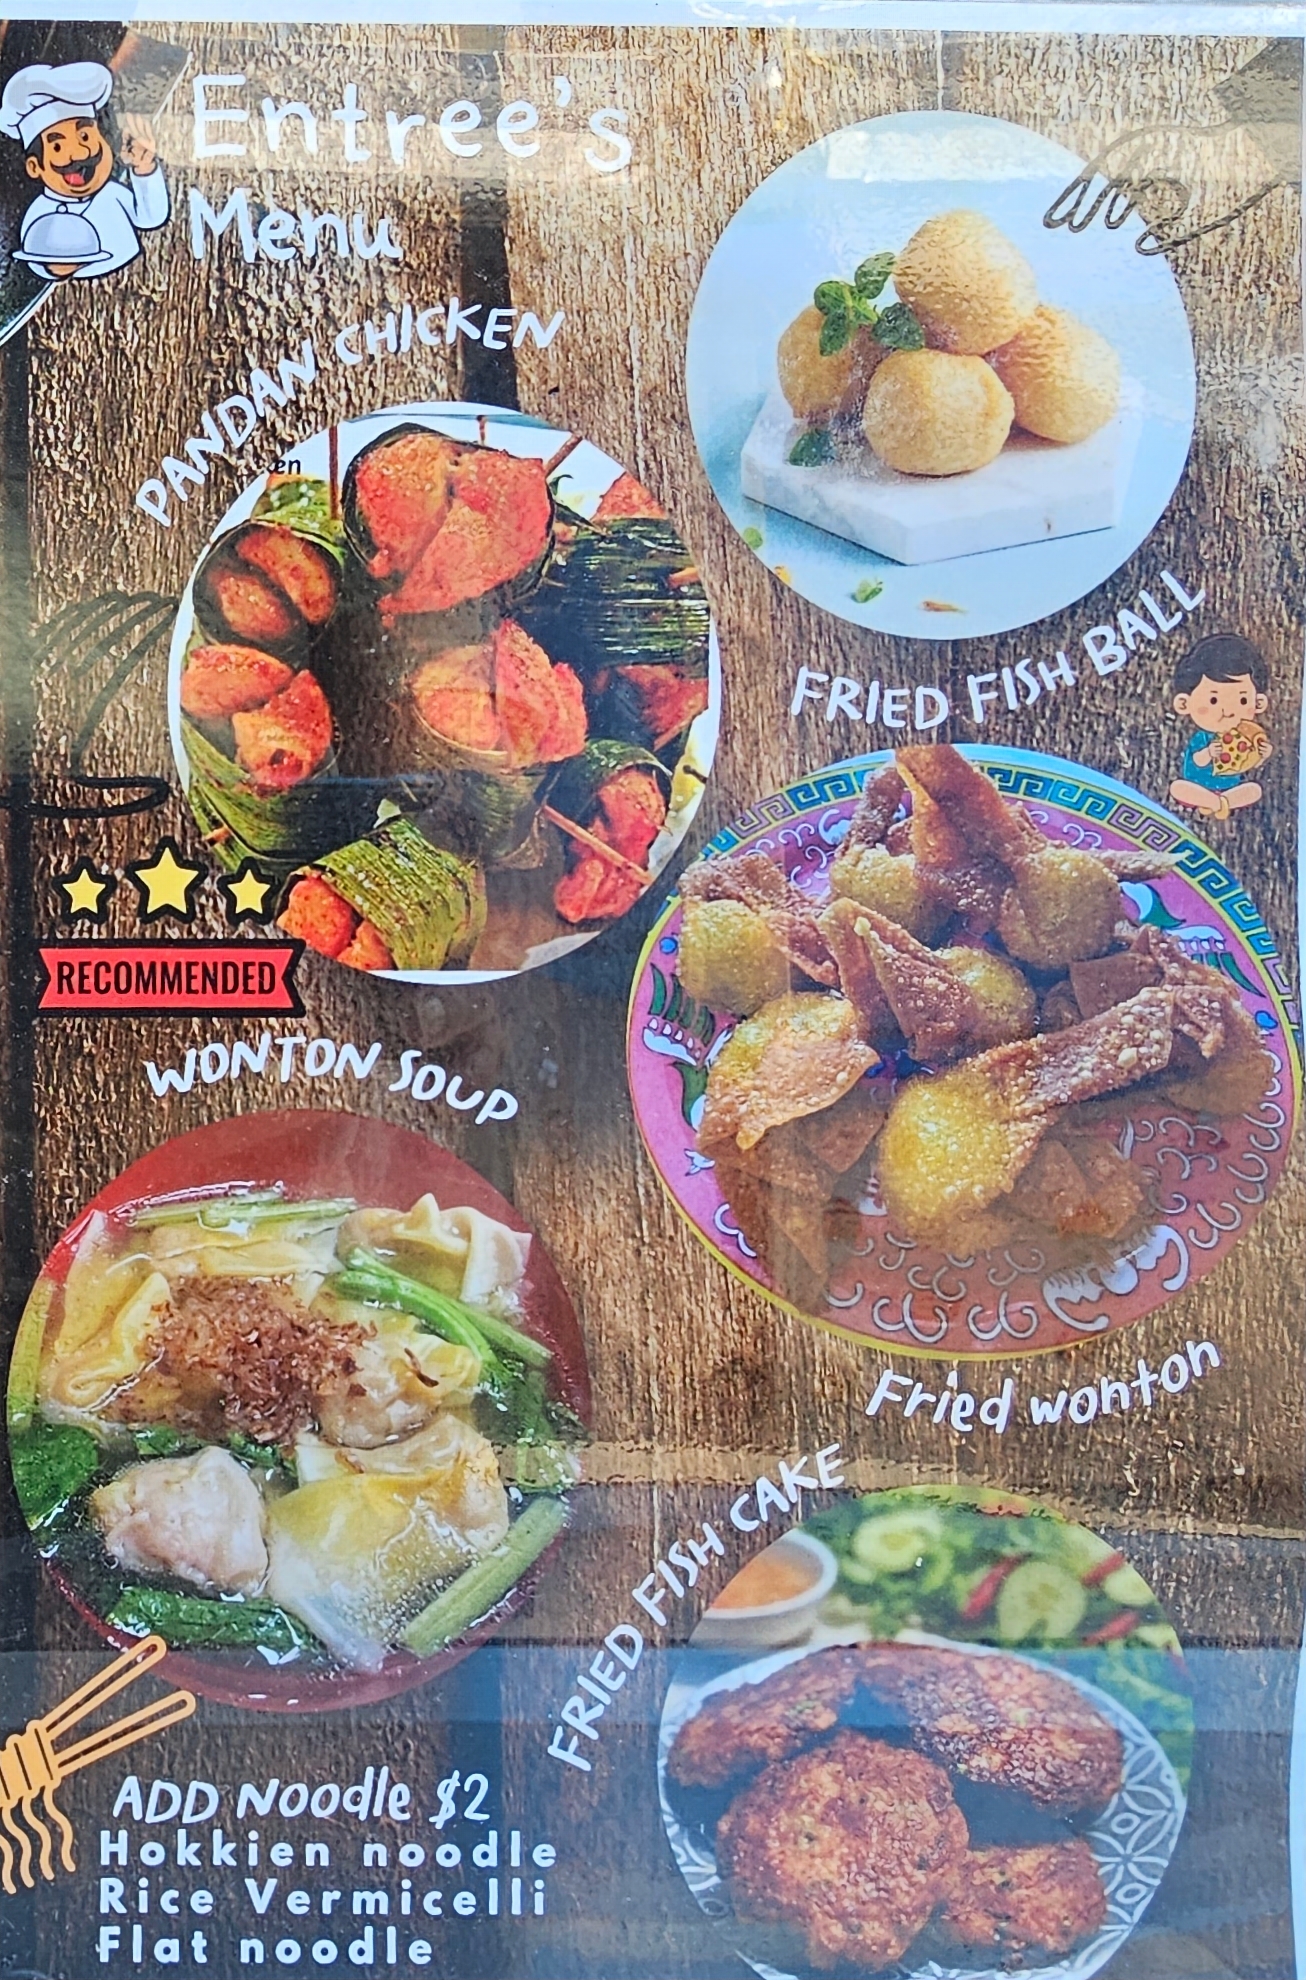 Entree's
Menu
PANDAN CHICKEN
en
FRIED FISH BALL
RECOMMENDED
WONTON SOUP
Fried wonton
FRIED FISH CAKE
ADD Noodle $2
Hokkien noodle
Rice Vermicelli
Flat noodle